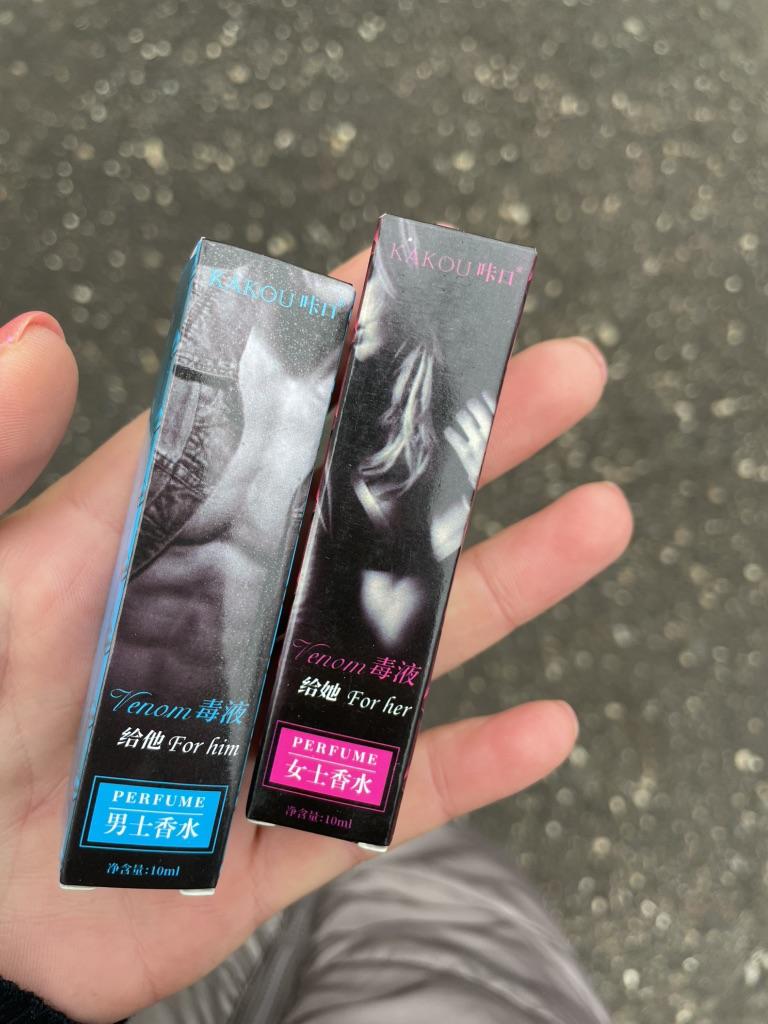 KAKOU 咔口®
Venom 毒液
给他 For him
PERFUME
男士香水
净含量:10ml
KAKOU 咔口®
Venom 毒液
给她 For her
PERFUME
女士香水
净含量:10ml